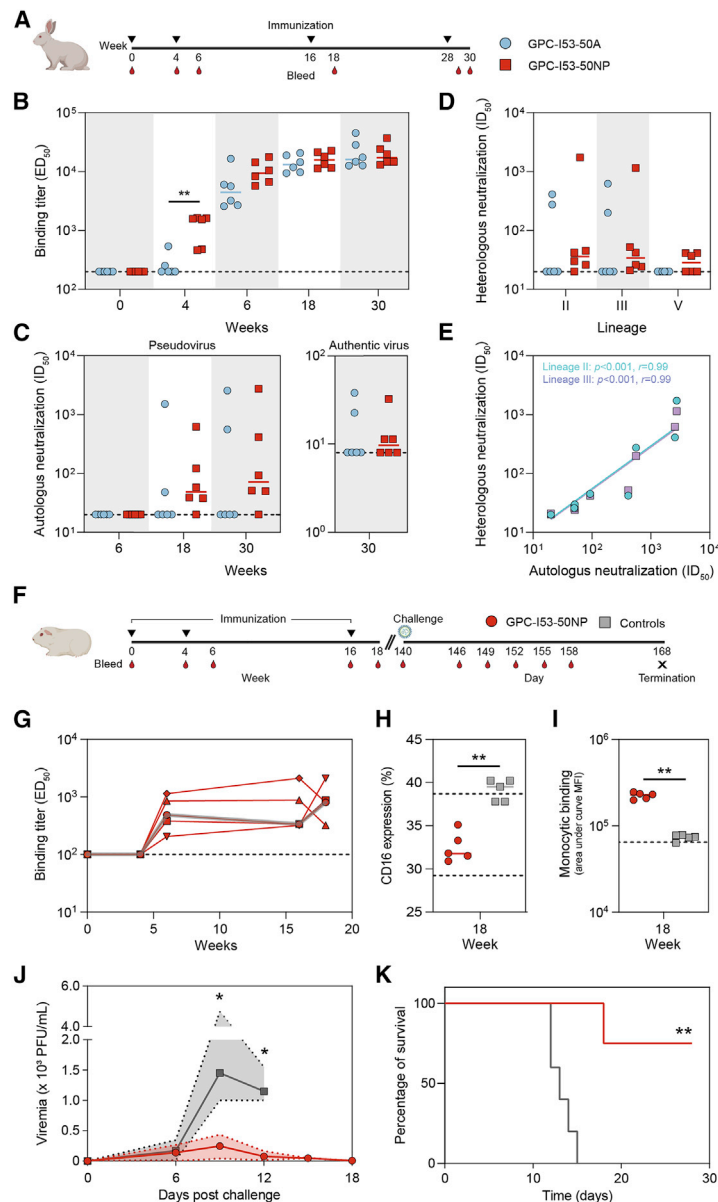 A
Immunization
Week
0 4 6 16 18 28 30
Bleed
GPC-I53-50A
GPC-I53-50NP
B
Binding titer (ED50)
10^5
10^4
10^3
10^2
**
0 4 6 18 30
Weeks
D
Heterologous neutralization (ID50)
10^4
10^3
10^2
10^1
II III V
Lineage
C
Pseudovirus
Authentic virus
Autologous neutralization (ID50)
10^4
10^3
10^2
10^1
6 18 30
Weeks
10^2
10^1
10^0
30
E
Lineage II: p<0.001, r=0.99
Lineage III: p<0.001, r=0.99
Heterologous neutralization (ID50)
10^4
10^3
10^2
10^1
10^1 10^2 10^3 10^4
Autologus neutralization (ID50)
F
Immunization
Challenge
GPC-I53-50NP
Controls
Bleed
0 4 6 16 18 140 146 149 152 155 158 168
Week
Day
Termination
G
Binding titer (ED50)
10^4
10^3
10^2
10^1
0 5 10 15 20
Weeks
H
CD16 expression (%)
45
40
35
30
25
**
18
Week
I
Monocytic binding
(area under curve MFI)
10^6
10^5
10^4
**
18
Week
J
Viremia (x 10³ PFU/mL)
6.0
4.0
2.0
1.5
1.0
0.5
0
*
*
0 6 12 18
Days post challenge
K
Percentage of survival
100
50
0
**
0 10 20 30
Time (days)